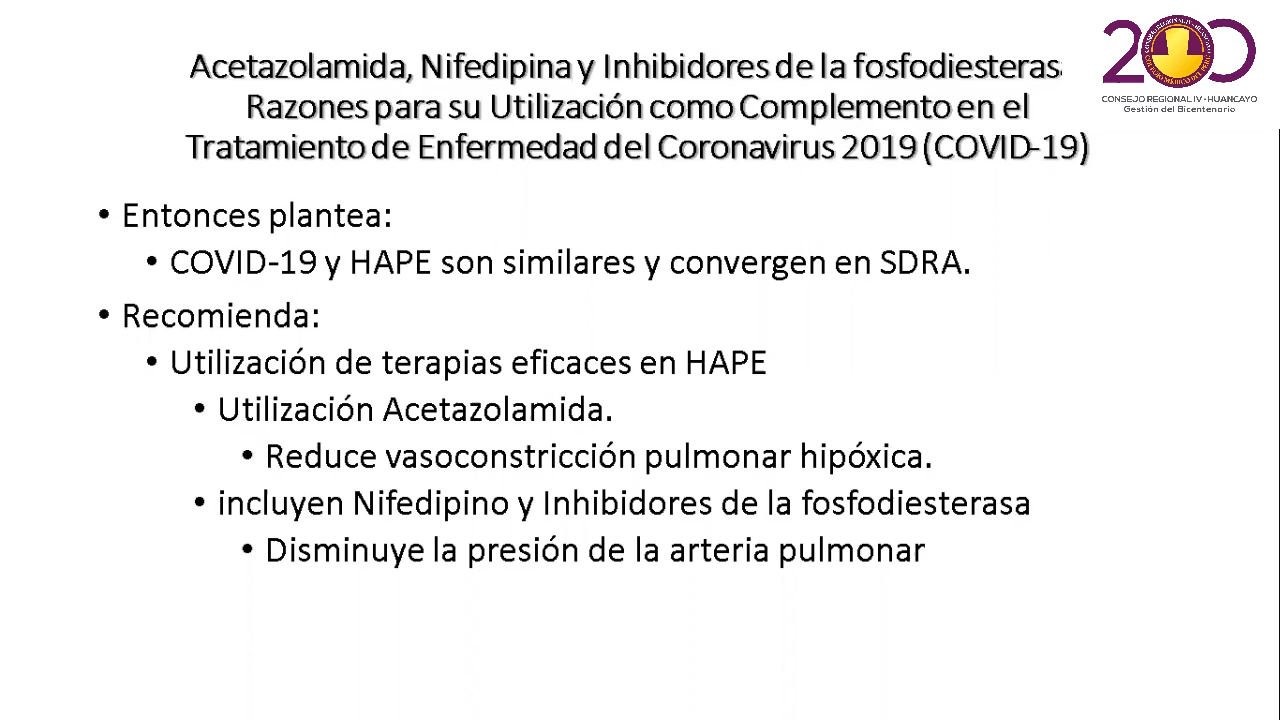 Acetazolamida, Nifedipina y Inhibidores de la fosfodiesteras
Razones para su Utilización como Complemento en el
Tratamiento de Enfermedad del Coronavirus 2019 (COVID-19)
200
CONSEJO REGIONAL IV - HUANCAYO
Gestión del Bicentenario
• Entonces plantea:
• COVID-19 y HAPE son similares y convergen en SDRA.
• Recomienda:
• Utilización de terapias eficaces en HAPE
• Utilización Acetazolamida.
• Reduce vasoconstricción pulmonar hipóxica.
• incluyen Nifedipino y Inhibidores de la fosfodiesterasa
• Disminuye la presión de la arteria pulmonar